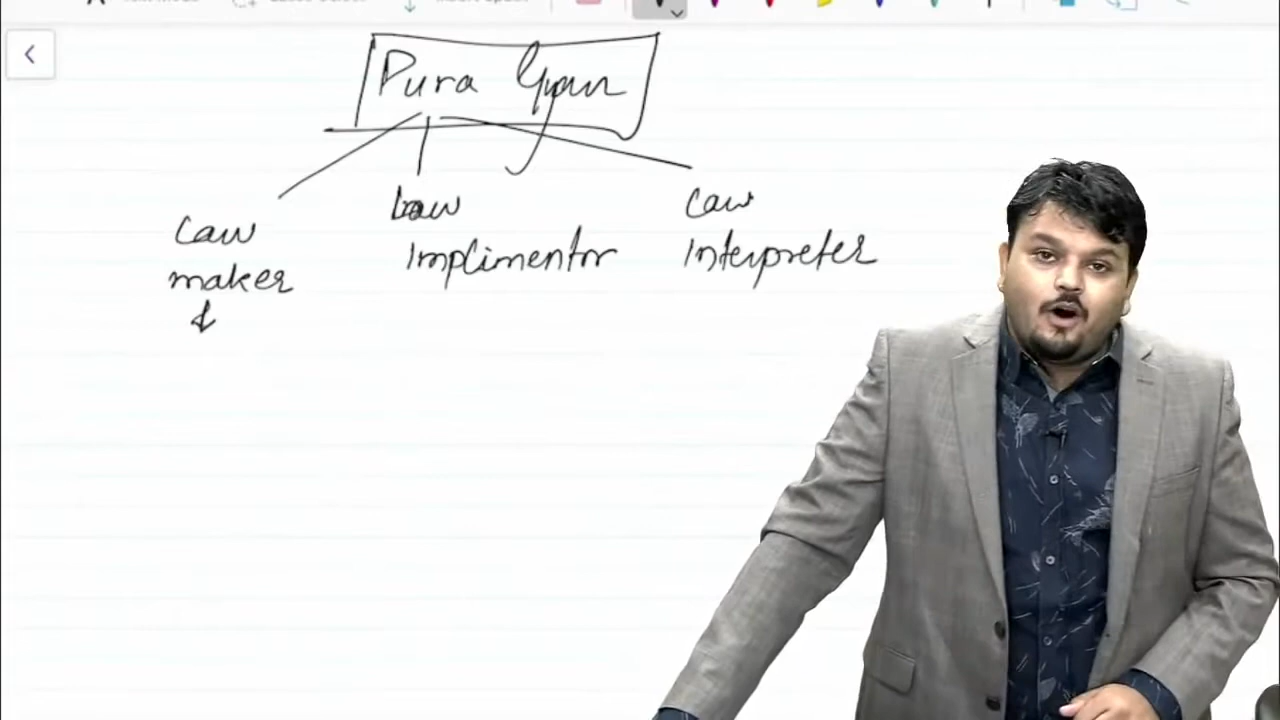 Pura Gyan
Law
maker
Law
Implimentor
Law
Interpreter